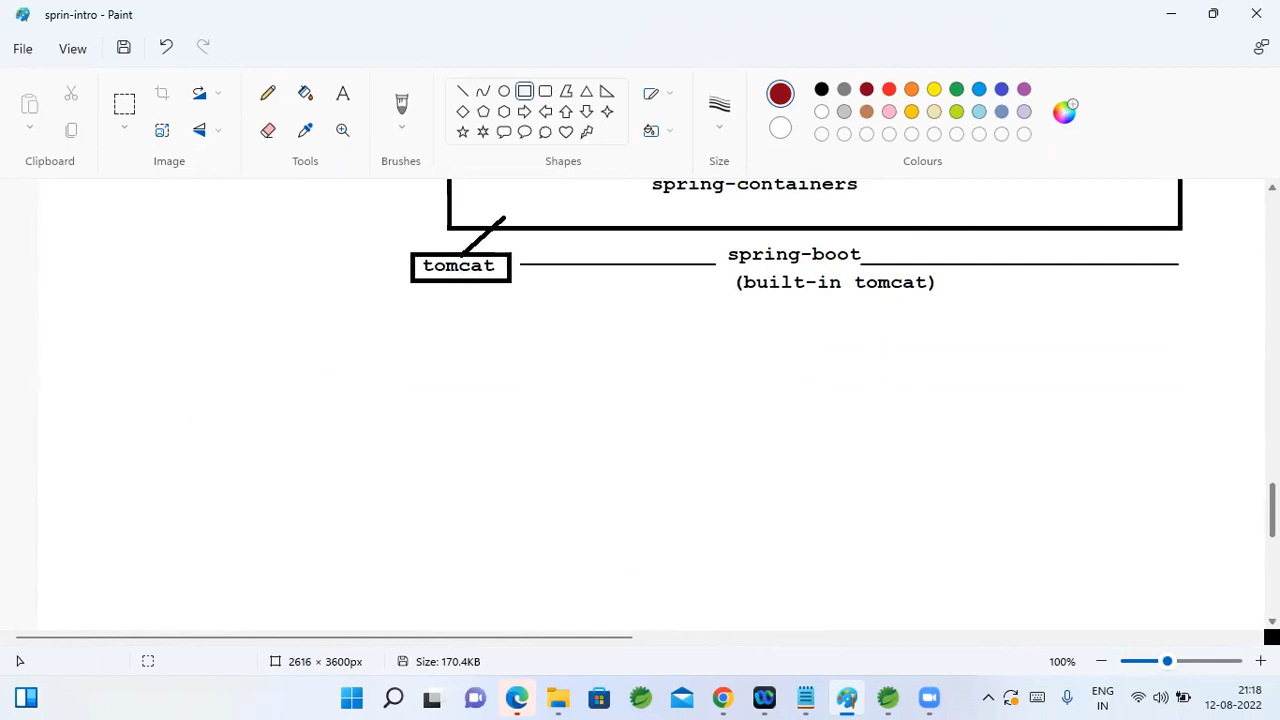 sprin-intro - Paint
File View
Clipboard Image Tools Brushes Shapes Size Colours
spring-containers
tomcat spring-boot
(built-in tomcat)
2616 × 3600px Size: 170.4KB 100%
ENG 21:18
IN 12-08-2022